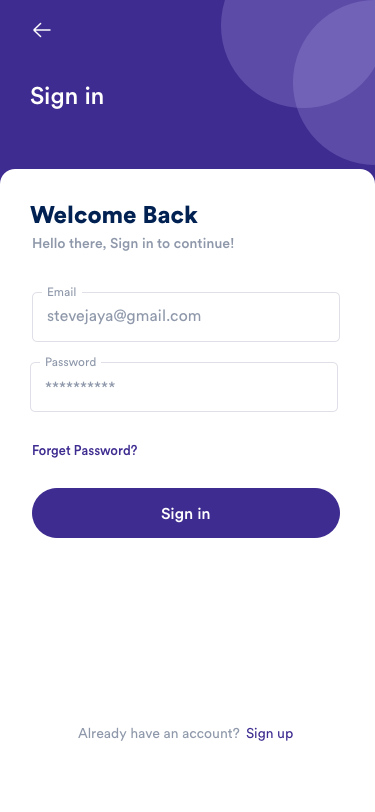 Sign in
Welcome Back
Hello there, Sign in to continue!
Email
stevejaya@gmail.com
Password
**********
Forget Password?
Sign in
Already have an account? Sign up